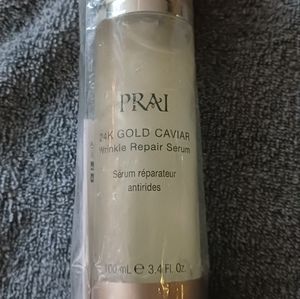 PRAI
24K GOLD CAVIAR
Wrinkle Repair Serum
Sérum réparateur
antirides
100 mL ℮ 3.4 Fl. Oz.